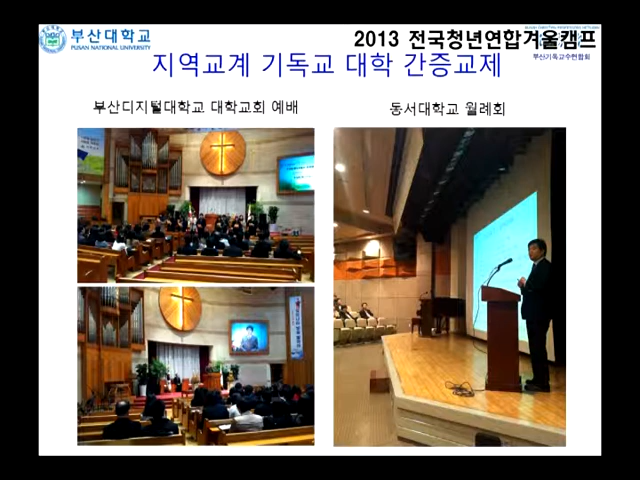 부산대학교
PUSAN NATIONAL UNIVERSITY
2013 전국청년연합겨울캠프
부산기독교수연합회
지역교계 기독교 대학 간증교제
부산디지털대학교 대학교회 예배
동서대학교 월례회